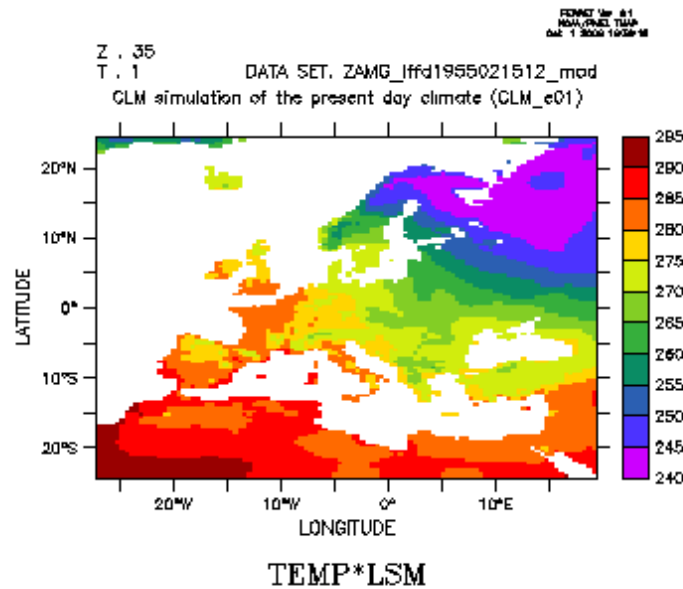 Z . 35
T . 1
DATA SET. ZAMG_lffd1955021512_mod
CLM simulation of the present day climate (CLM_e01)
20°N
10°N
0°
10°S
20°S
LATITUDE
20°W
10°W
0°
10°E
LONGITUDE
295
290
285
280
275
270
265
260
255
250
245
240
TEMP*LSM